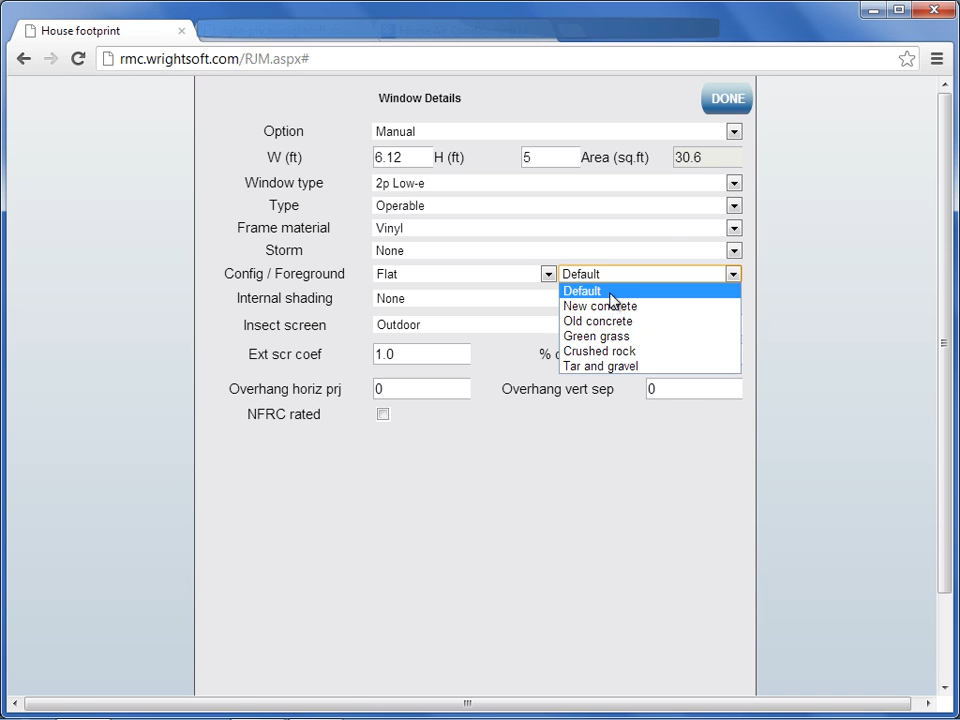 House footprint
rmc.wrightsoft.com/RJM.aspx#
Window Details
DONE
Option Manual
W (ft) 6.12 H (ft) 5 Area (sq.ft) 30.6
Window type 2p Low-e
Type Operable
Frame material Vinyl
Storm None
Config / Foreground Flat Default
Default
Internal shading None
New concrete
Old concrete
Insect screen Outdoor
Green grass
Crushed rock
Ext scr coef 1.0 %
Tar and gravel
Overhang horiz prj 0 Overhang vert sep 0
NFRC rated